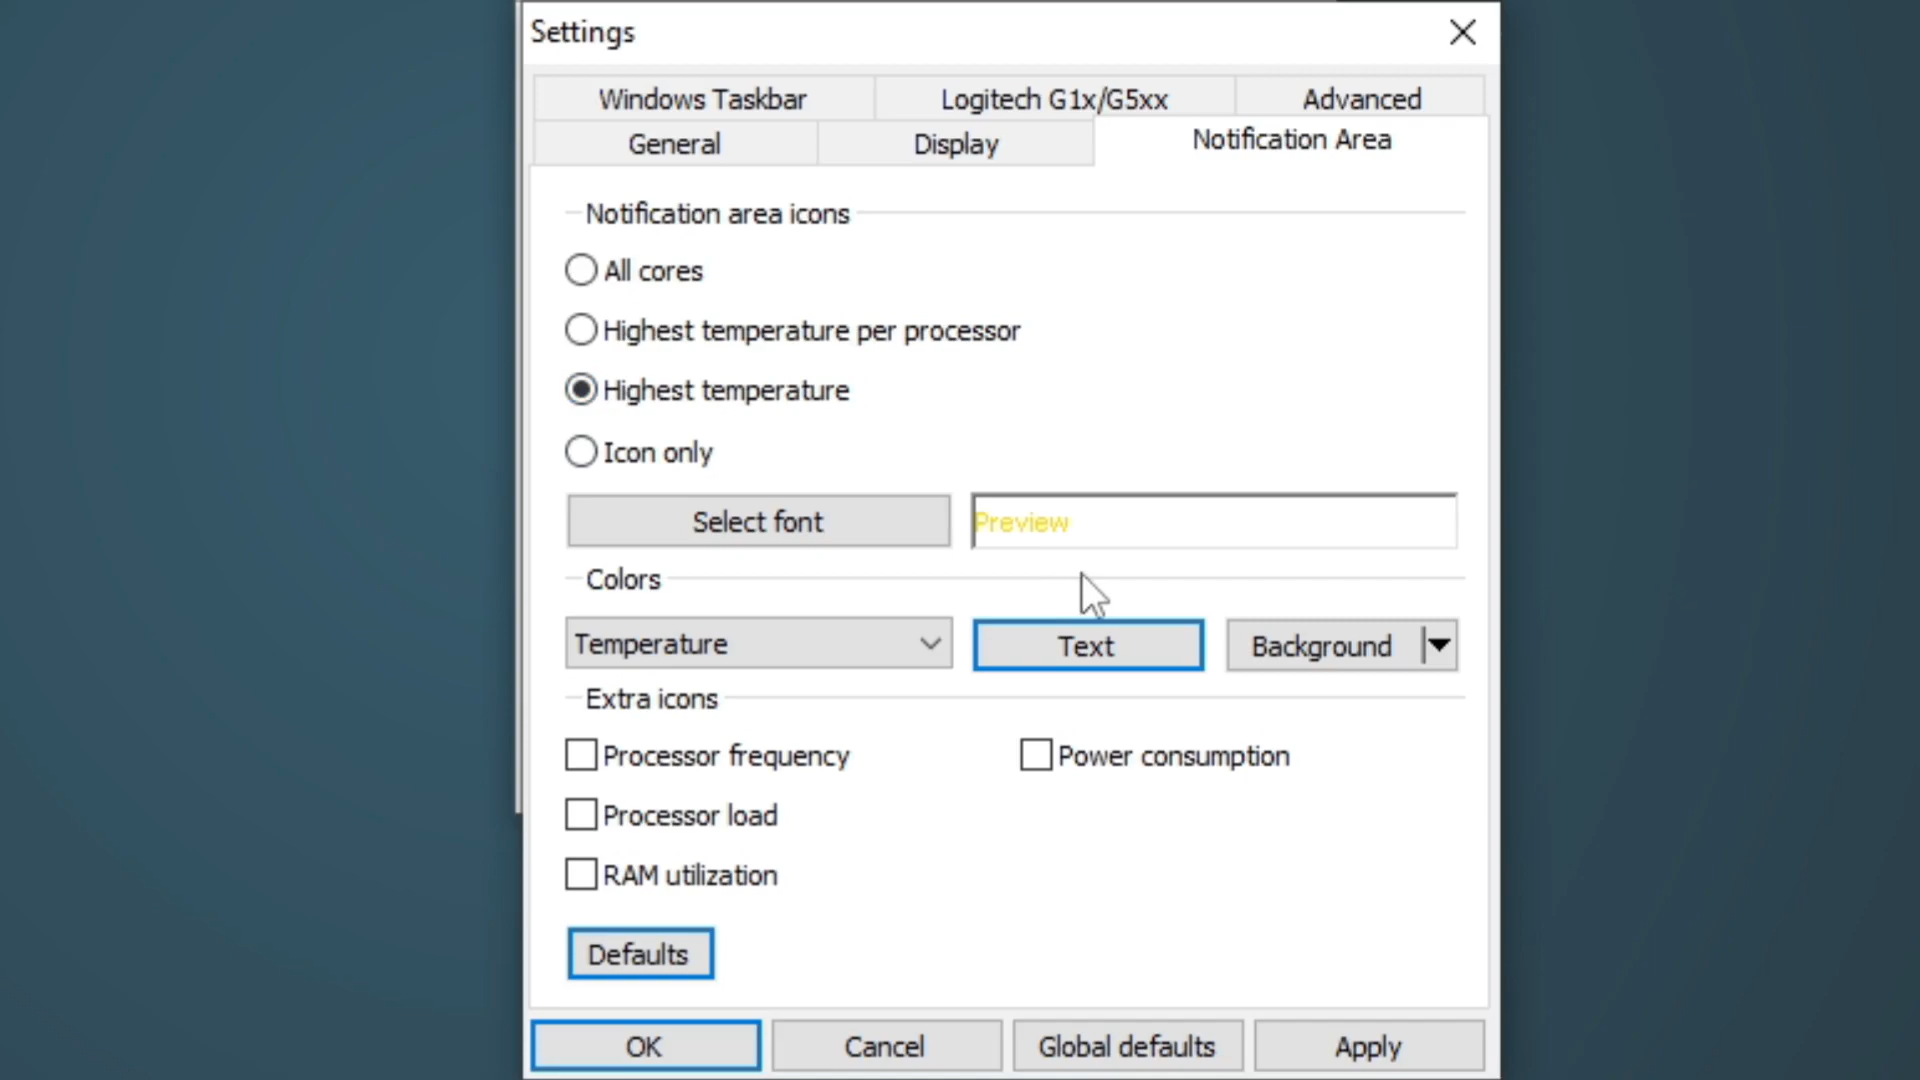 Settings
Windows Taskbar
Logitech G1x/G5xx
Advanced
General
Display
Notification Area
Notification area icons
All cores
Highest temperature per processor
Highest temperature
Icon only
Select font
Preview
Colors
Temperature
Text
Background
Extra icons
Processor frequency
Power consumption
Processor load
RAM utilization
Defaults
OK
Cancel
Global defaults
Apply